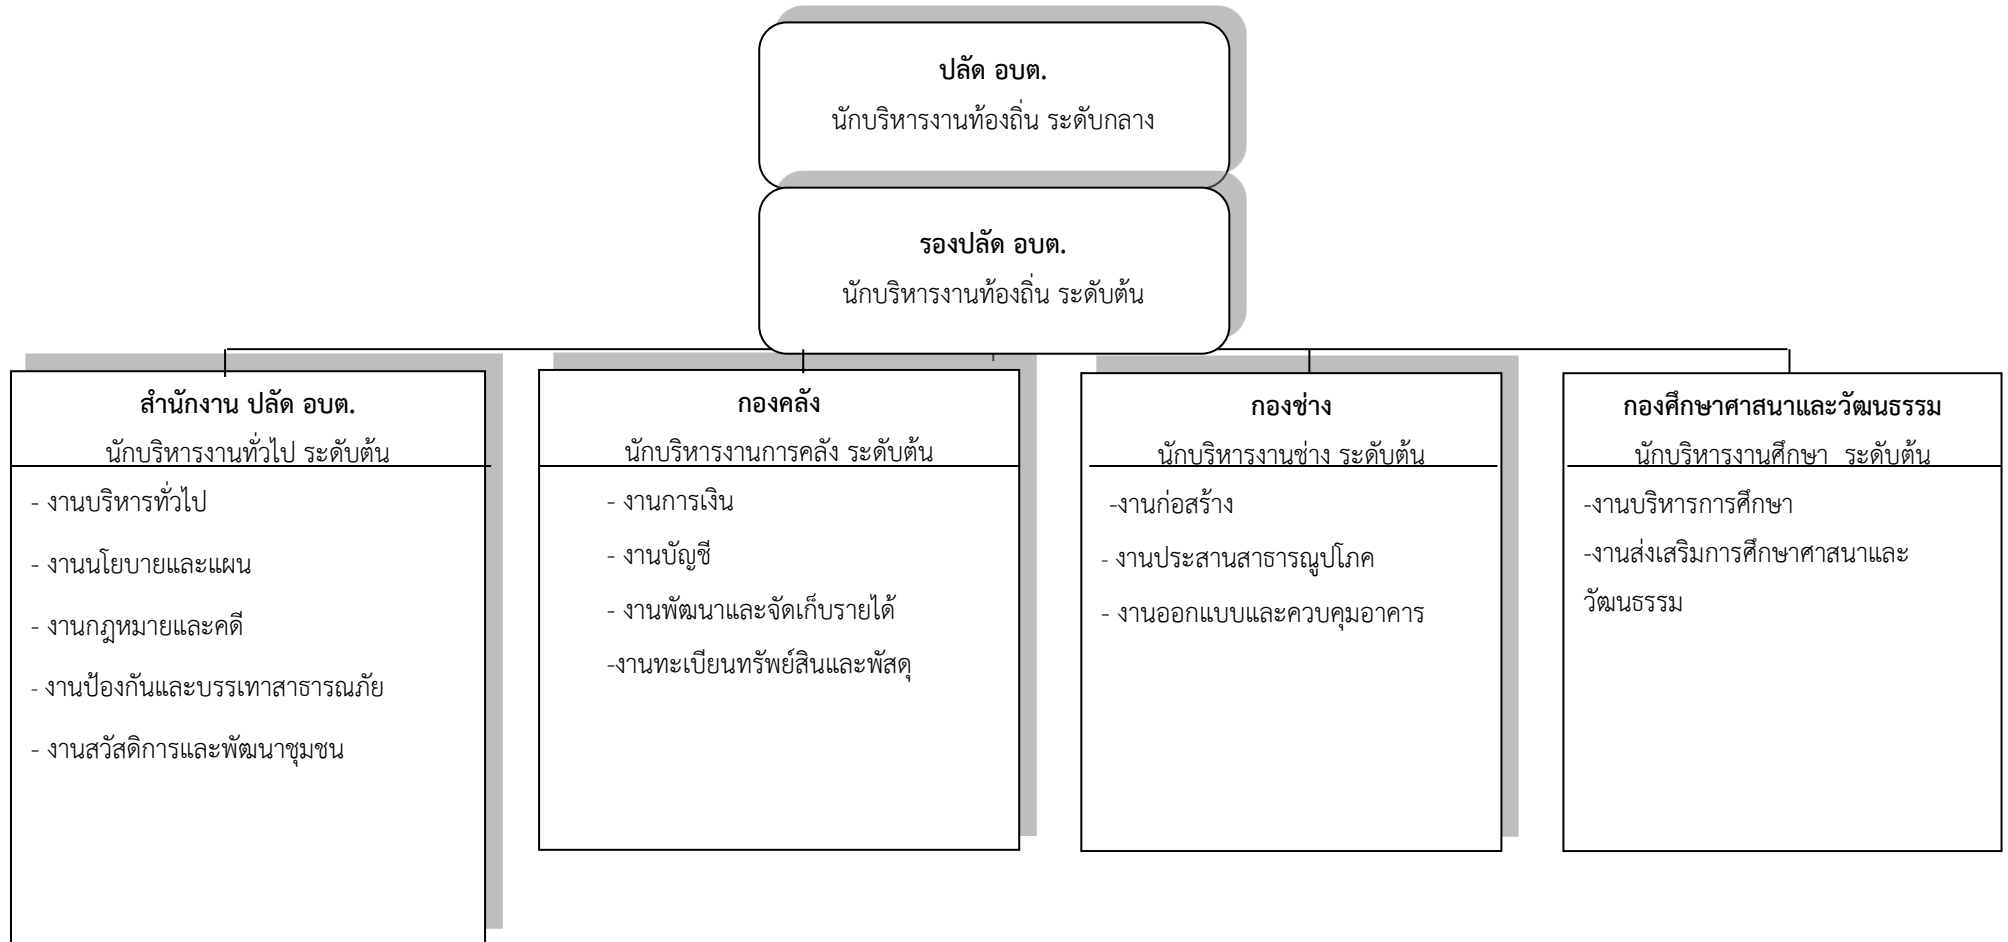 ปลัด อบต.
นักบริหารงานท้องถิ่น ระดับกลาง
รองปลัด อบต.
นักบริหารงานท้องถิ่น ระดับต้น
สำนักงาน ปลัด อบต.
นักบริหารงานทั่วไป ระดับต้น
- งานบริหารทั่วไป
- งานนโยบายและแผน
- งานกฎหมายและคดี
- งานป้องกันและบรรเทาสาธารณภัย
- งานสวัสดิการและพัฒนาชุมชน
กองคลัง
นักบริหารงานการคลัง ระดับต้น
- งานการเงิน
- งานบัญชี
- งานพัฒนาและจัดเก็บรายได้
-งานทะเบียนทรัพย์สินและพัสดุ
กองช่าง
นักบริหารงานช่าง ระดับต้น
-งานก่อสร้าง
- งานประสานสาธารณูปโภค
- งานออกแบบและควบคุมอาคาร
กองศึกษาศาสนาและวัฒนธรรม
นักบริหารงานศึกษา  ระดับต้น
-งานบริหารการศึกษา
-งานส่งเสริมการศึกษาศาสนาและ
วัฒนธรรม